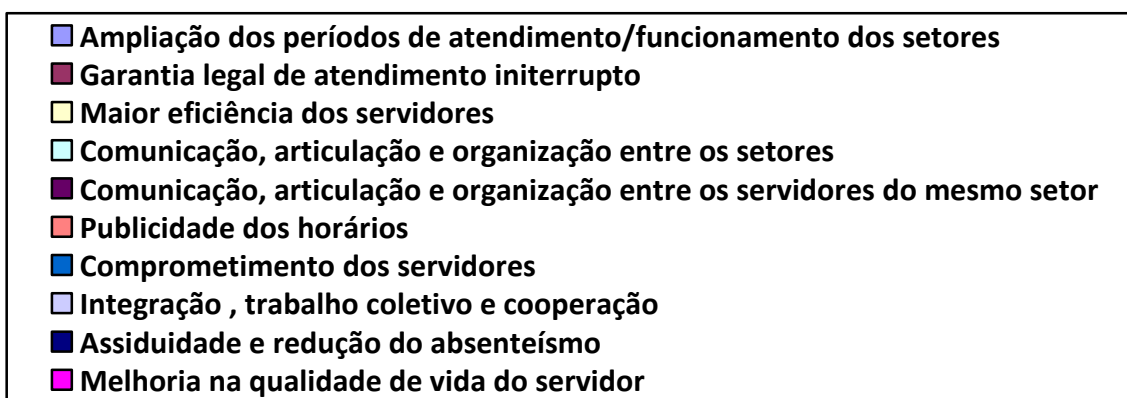 Ampliação dos períodos de atendimento/funcionamento dos setores
Garantia legal de atendimento initerrupto
Maior eficiência dos servidores
Comunicação, articulação e organização entre os setores
Comunicação, articulação e organização entre os servidores do mesmo setor
Publicidade dos horários
Comprometimento dos servidores
Integração , trabalho coletivo e cooperação
Assiduidade e redução do absenteísmo
Melhoria na qualidade de vida do servidor